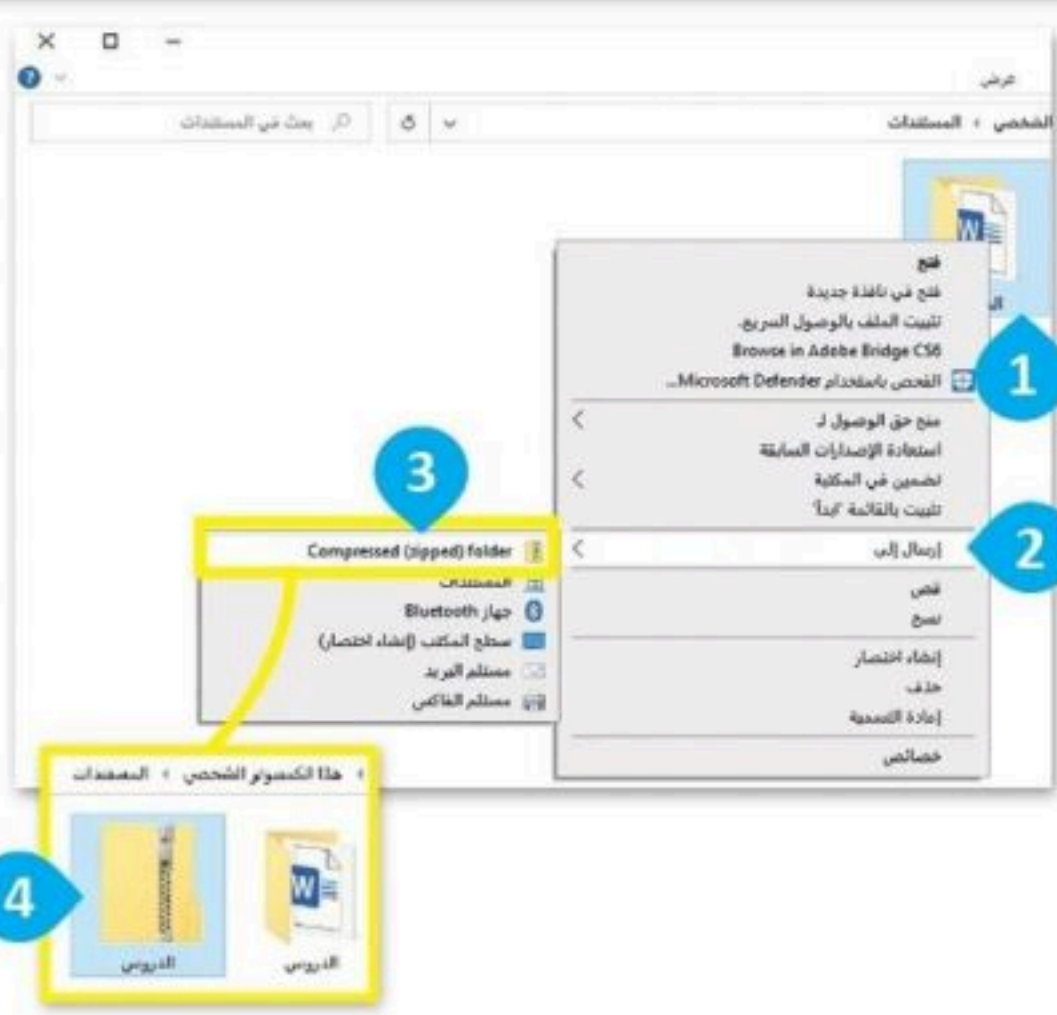 عرض
الشخصي › المستندات
بحث في المستندات
فتح
فتح في نافذة جديدة
تثبيت الملف بالوصول السريع.
Browse in Adobe Bridge CS6
الفحص باستخدام Microsoft Defender...
1
منح حق الوصول لـ
استعادة الإصدارات السابقة
تضمين في المكتبة
تثبيت بالقائمة 'ابدأ'
إرسال إلى
2
قص
نسخ
إنشاء اختصار
حذف
إعادة التسمية
خصائص
3
Compressed (zipped) folder
المستندات
جهاز Bluetooth
سطح المكتب (إنشاء اختصار)
مستلم البريد
مستلم الفاكس
هذا الكمبيوتر الشخصي › المستندات
الدروس
الدروس
4